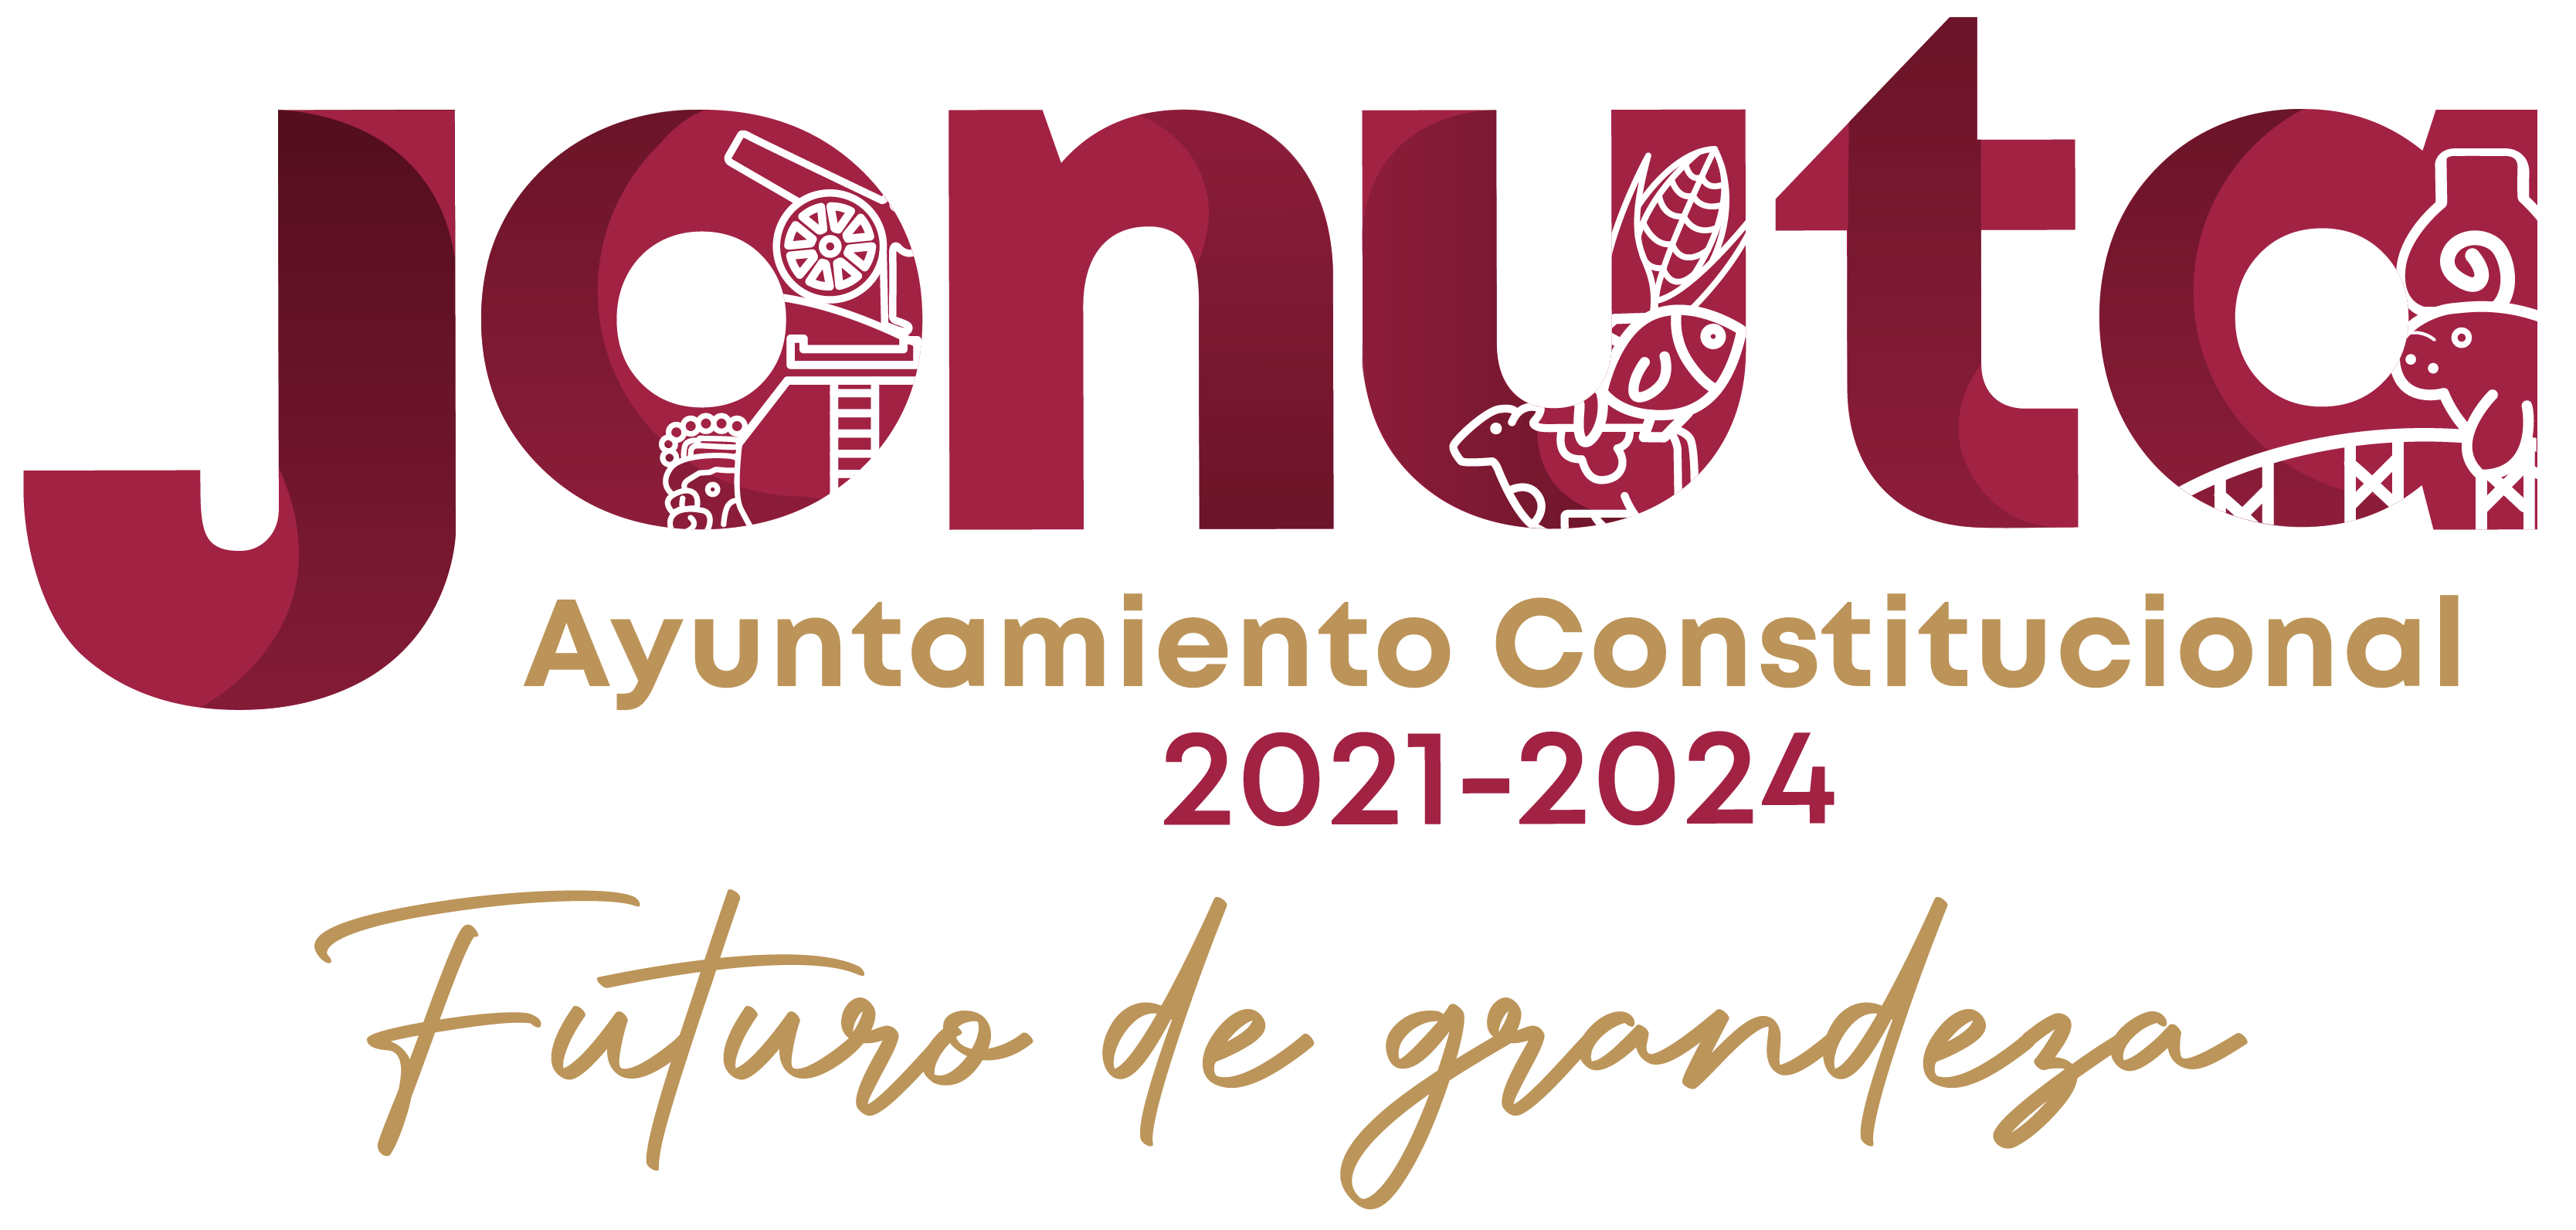 Jonuta
Ayuntamiento Constitucional
2021-2024
Futuro de grandeza